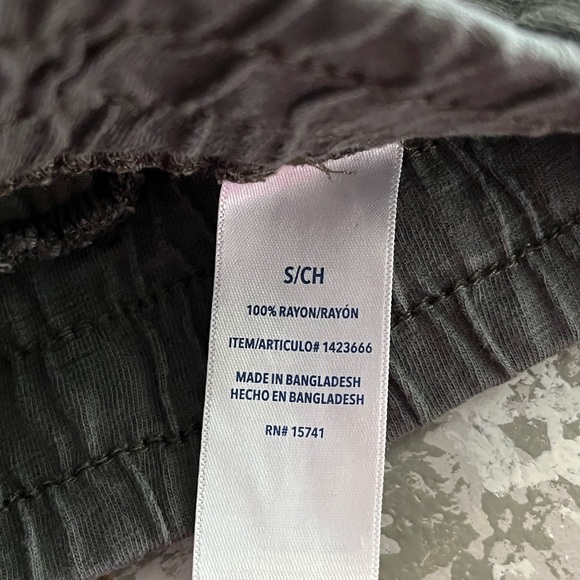 S/CH
100% RAYON/RAYÓN
ITEM/ARTICULO# 1423666
MADE IN BANGLADESH
HECHO EN BANGLADESH
RN# 15741